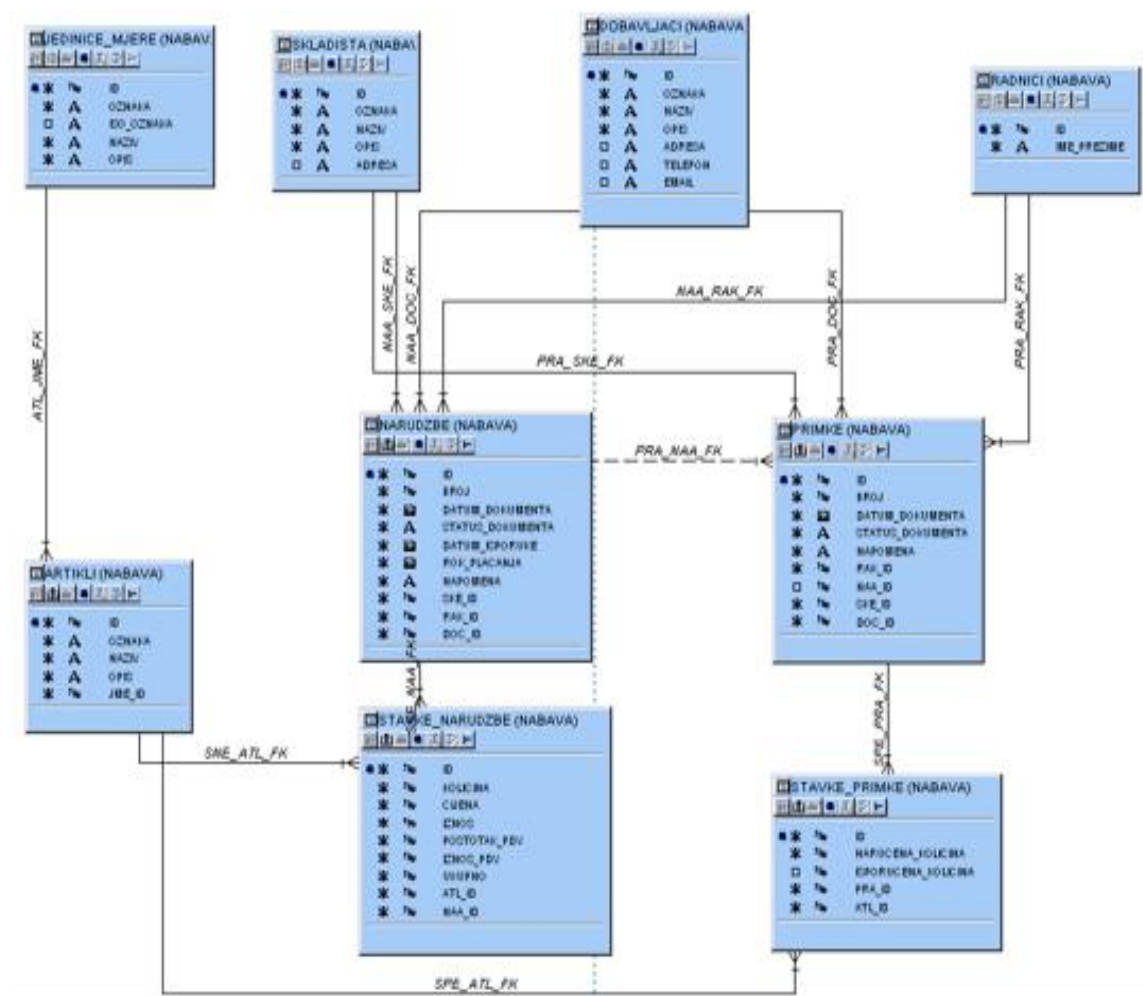 JEDINICE_MJERE (NABAV.
ID
OZNAKA
ISO_OZNAKA
NAZIV
OPIS
SKLADISTA (NABAV
ID
OZNAKA
NAZIV
OPIS
ADRESA
DOBAVLJACI (NABAVA
ID
OZNAKA
NAZIV
OPIS
ADRESA
TELEFON
EMAIL
RADNICI (NABAVA)
ID
IME_PREZIME
ATL_JME_FK
NAA_SKE_FK
NAA_DOC_FK
NAA_RAK_FK
PRA_DOC_FK
PRA_RAK_FK
PRA_SKE_FK
PRA_NAA_FK
NARUDZBE (NABAVA)
ID
BROJ
DATUM_DOKUMENTA
STATUS_DOKUMENTA
DATUM_ISPORUKE
ROK_PLACANJA
NAPOMENA
SKE_ID
RAK_ID
DOC_ID
PRIMKE (NABAVA)
ID
BROJ
DATUM_DOKUMENTA
STATUS_DOKUMENTA
NAPOMENA
RAK_ID
NAA_ID
SKE_ID
DOC_ID
ARTIKLI (NABAVA)
ID
OZNAKA
NAZIV
OPIS
JME_ID
SNE_NAA_FK
SNE_ATL_FK
SPE_PRA_FK
STAVKE_NARUDZBE (NABAVA)
ID
KOLICINA
CIJENA
IZNOS
POSTOTAK_PDV
IZNOS_PDV
UKUPNO
ATL_ID
NAA_ID
STAVKE_PRIMKE (NABAVA)
ID
NARUCENA_KOLICINA
ISPORUCENA_KOLICINA
PRA_ID
ATL_ID
SPE_ATL_FK